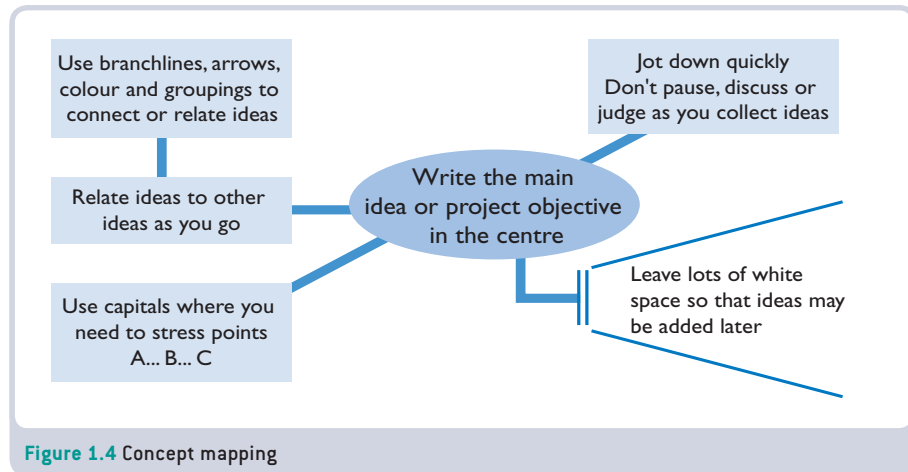 Use branchlines, arrows,
colour and groupings to
connect or relate ideas
Jot down quickly
Don't pause, discuss or
judge as you collect ideas
Write the main
idea or project objective
in the centre
Relate ideas to other
ideas as you go
Use capitals where you
need to stress points
A... B... C
Leave lots of white
space so that ideas may
be added later
Figure 1.4 Concept mapping